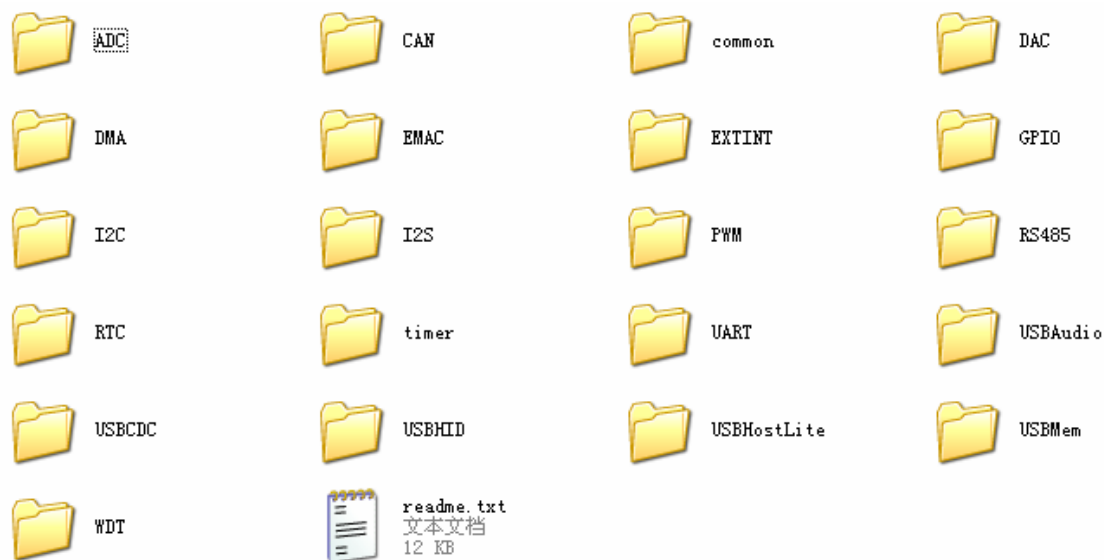 ADC
CAN
common
DAC
DMA
EMAC
EXTINT
GPIO
I2C
I2S
PWM
RS485
RTC
timer
UART
USBAudio
USBCDC
USBHID
USBHostLite
USBMem
WDT
readme.txt
文本文档
12 KB